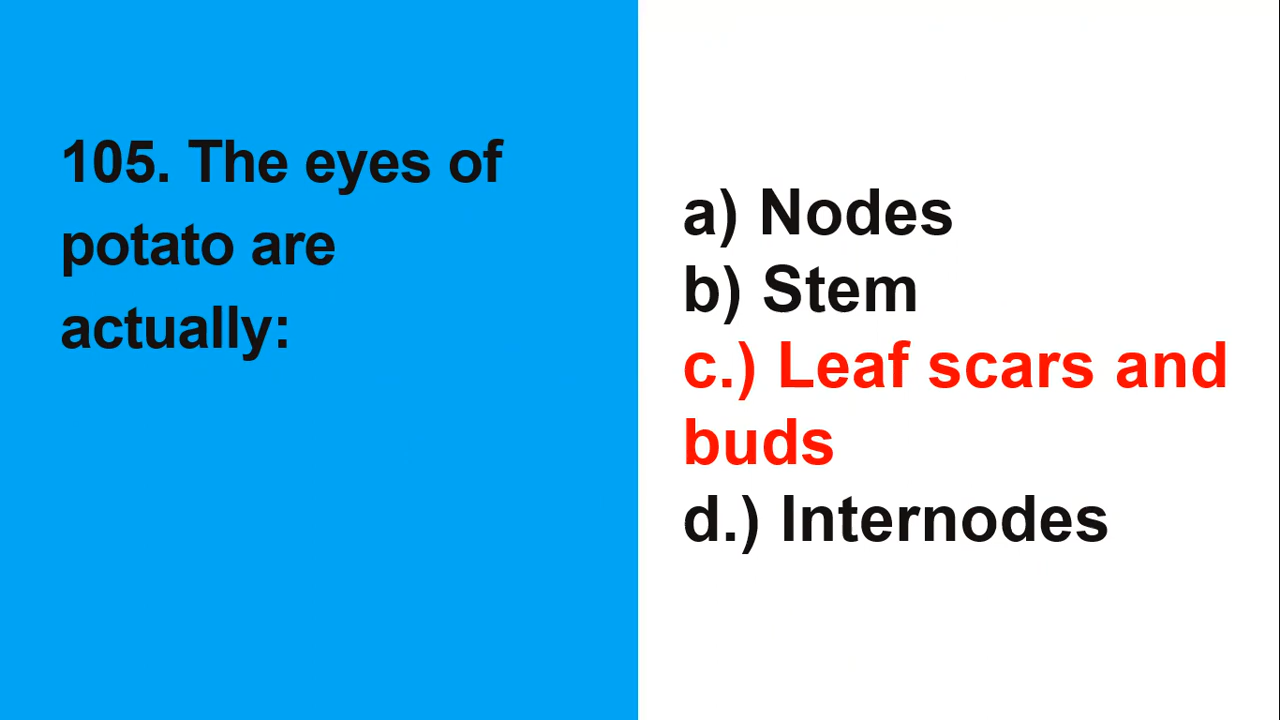 105. The eyes of
potato are
actually:
a) Nodes
b) Stem
c.) Leaf scars and
buds
d.) Internodes